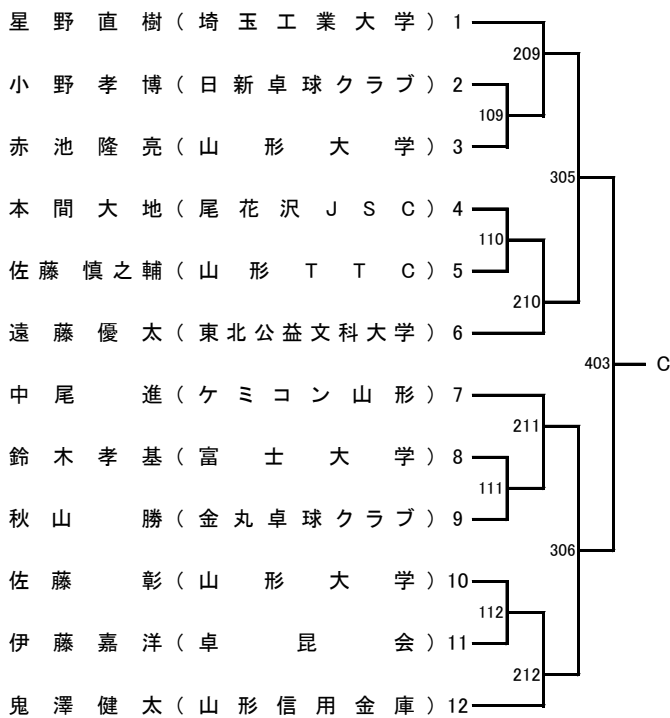 星野直樹(埼玉工業大学)1
209
小野孝博(日新卓球クラブ)2
109
赤池隆亮(山形大学)3
305
本間大地(尾花沢JSC)4
110
佐藤慎之輔(山形TTC)5
210
遠藤優太(東北公益文科大学)6
403 C
中尾進(ケミコン山形)7
211
鈴木孝基(富士大学)8
111
秋山勝(金丸卓球クラブ)9
306
佐藤彰(山形大学)10
112
伊藤嘉洋(卓昆会)11
212
鬼澤健太(山形信用金庫)12